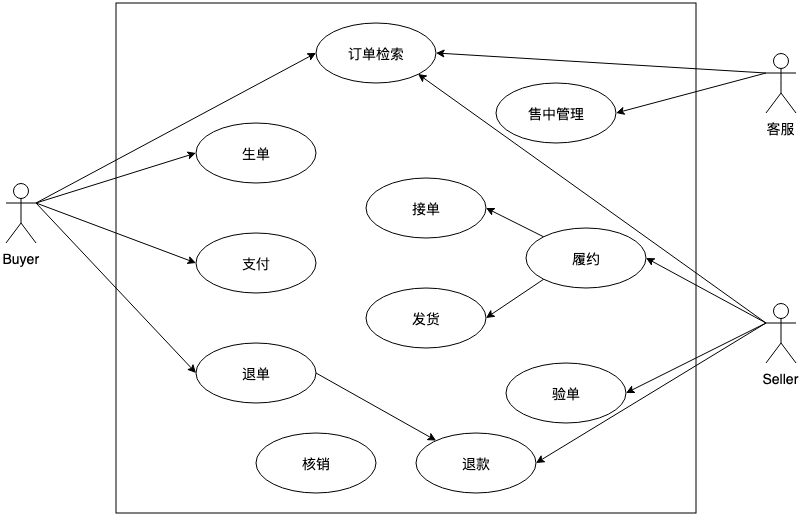 订单检索
售中管理
客服
生单
Buyer
接单
支付
履约
发货
退单
验单
Seller
核销
退款